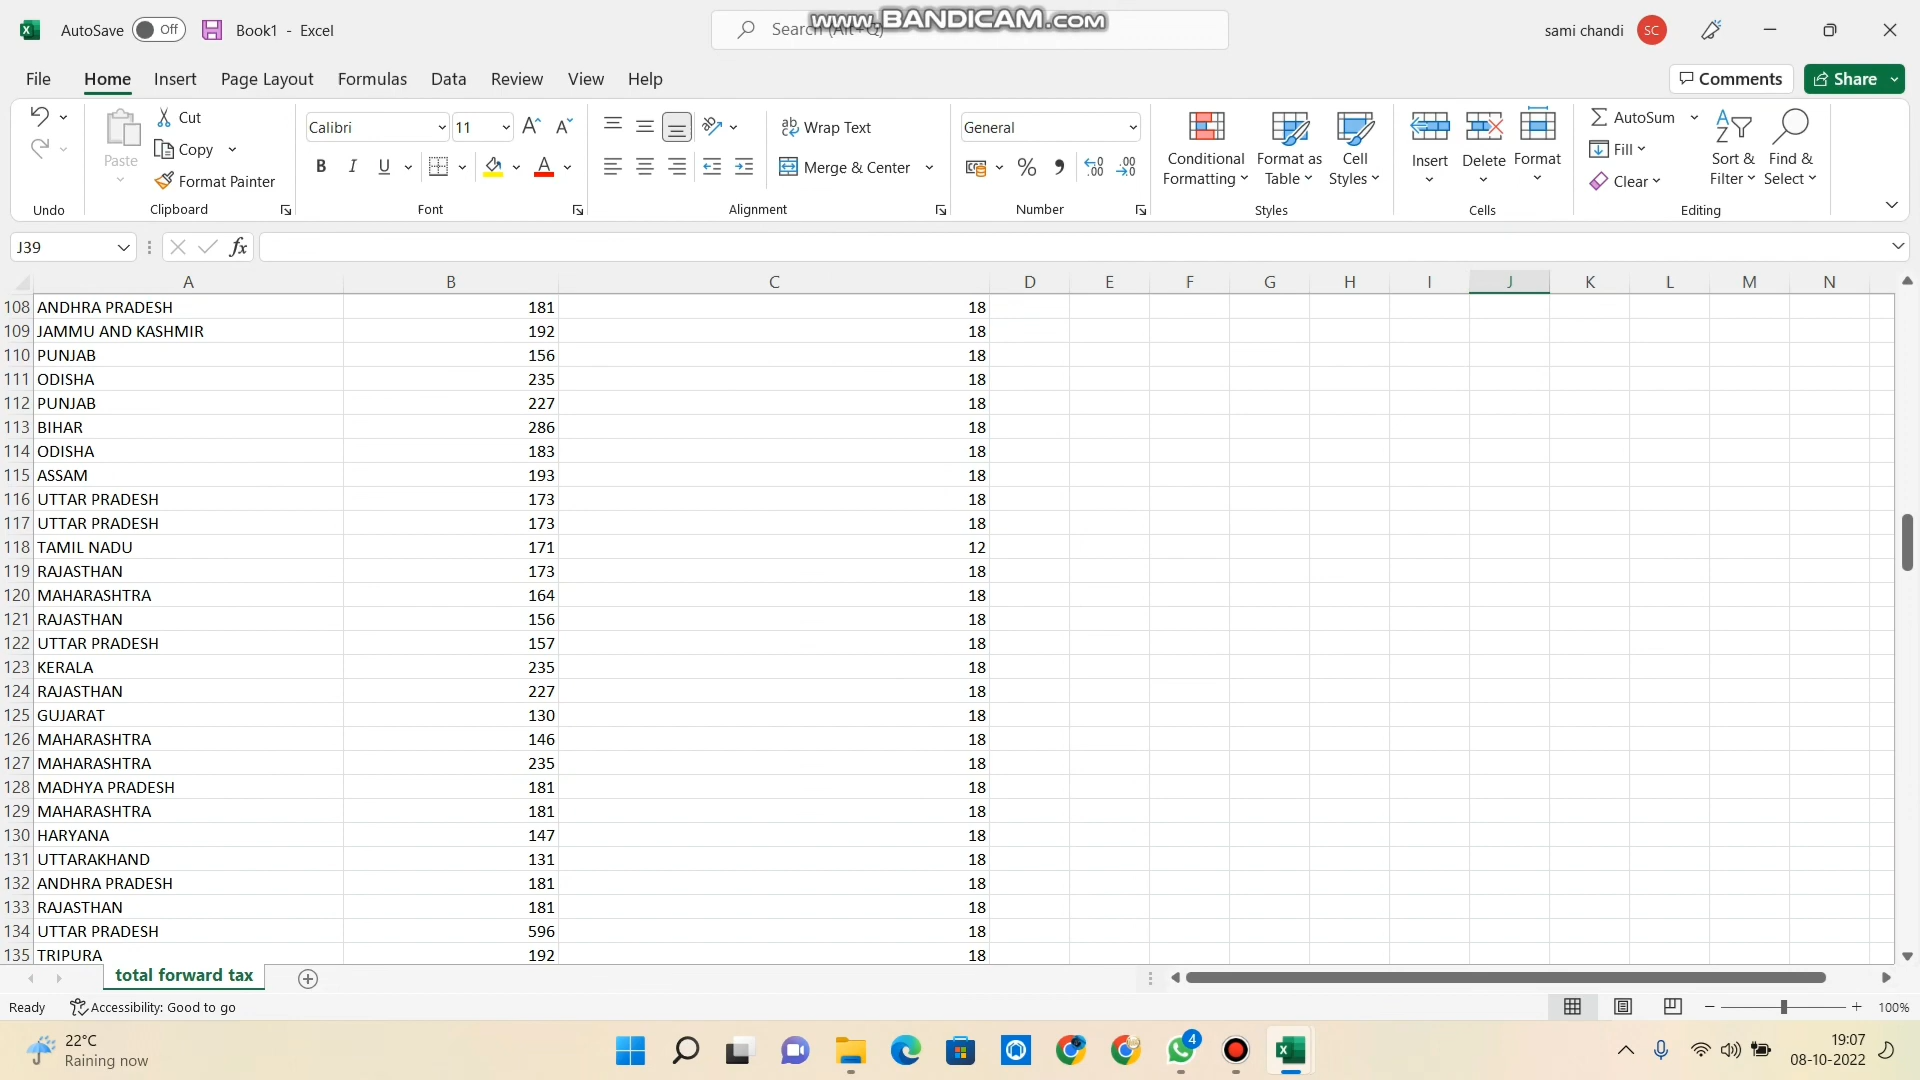 www.BANDICAM.com
AutoSave Off Book1 - Excel Search (Alt+Q) sami chandi SC
File Home Insert Page Layout Formulas Data Review View Help Comments Share
Paste Cut
Copy
Format Painter
Calibri 11
B I U A
Wrap Text
Merge & Center
General
Conditional Formatting
Format as Table
Cell Styles
Insert Delete Format
AutoSum
Fill
Clear
Sort & Filter
Find & Select
Undo Clipboard Font Alignment Number Styles Cells Editing
J39 fx
A B C D E F G H I J K L M N
108 ANDHRA PRADESH 181 18
109 JAMMU AND KASHMIR 192 18
110 PUNJAB 156 18
111 ODISHA 235 18
112 PUNJAB 227 18
113 BIHAR 286 18
114 ODISHA 183 18
115 ASSAM 193 18
116 UTTAR PRADESH 173 18
117 UTTAR PRADESH 173 18
118 TAMIL NADU 171 12
119 RAJASTHAN 173 18
120 MAHARASHTRA 164 18
121 RAJASTHAN 156 18
122 UTTAR PRADESH 157 18
123 KERALA 235 18
124 RAJASTHAN 227 18
125 GUJARAT 130 18
126 MAHARASHTRA 146 18
127 MAHARASHTRA 235 18
128 MADHYA PRADESH 181 18
129 MAHARASHTRA 181 18
130 HARYANA 147 18
131 UTTARAKHAND 131 18
132 ANDHRA PRADESH 181 18
133 RAJASTHAN 181 18
134 UTTAR PRADESH 596 18
135 TRIPURA 192 18
total forward tax
Ready Accessibility: Good to go 100%
22°C
Raining now
4
19:07
08-10-2022